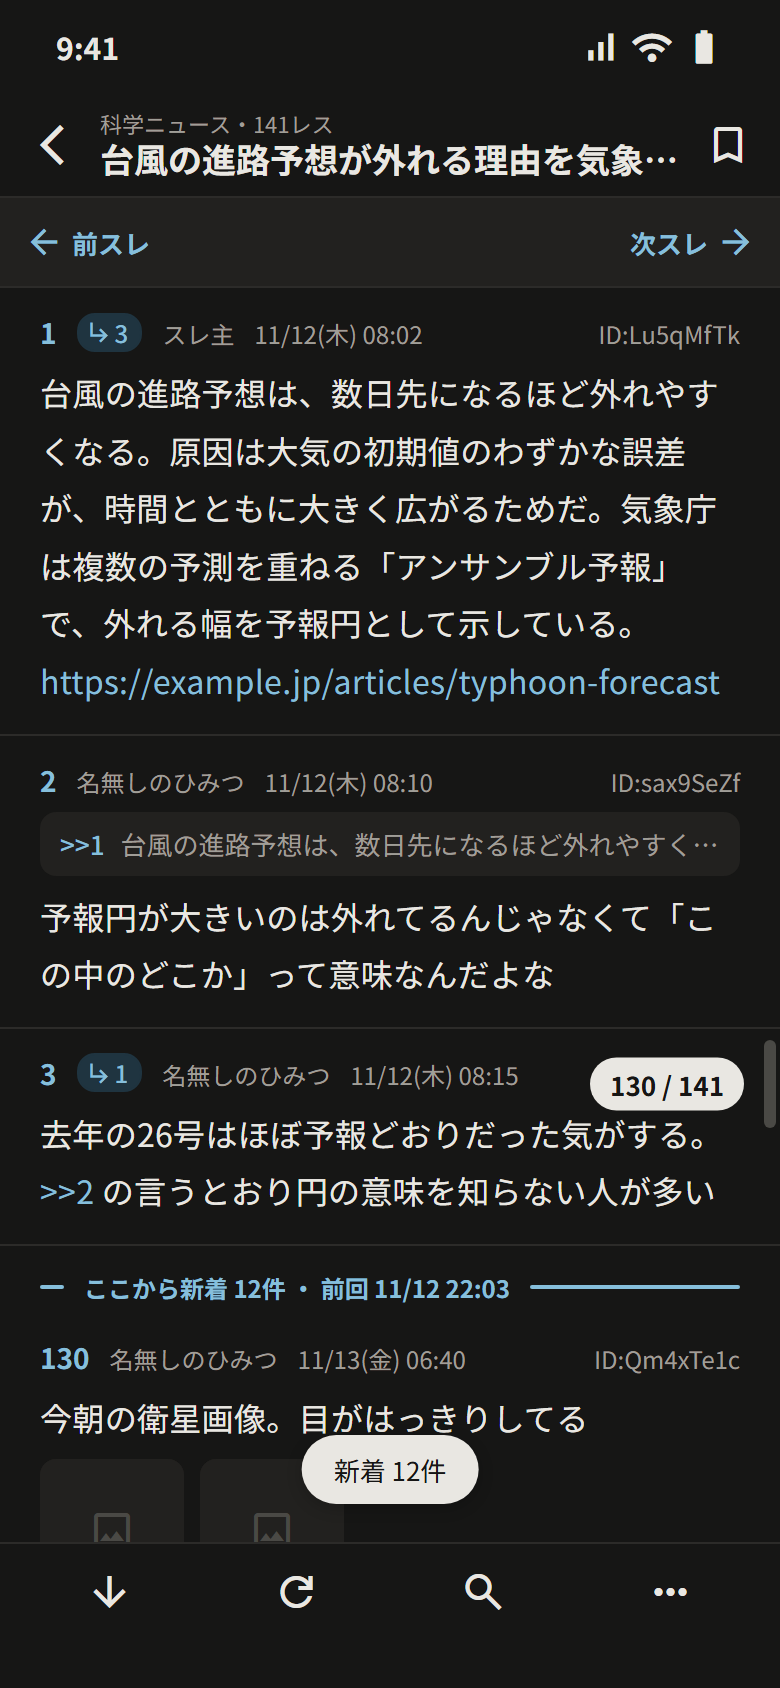 9:41
科学ニュース・141レス
台風の進路予想が外れる理由を気象…
前スレ
次スレ
1 3 スレ主 11/12(木) 08:02 ID:Lu5qMfTk
台風の進路予想は、数日先になるほど外れやす
くなる。原因は大気の初期値のわずかな誤差
が、時間とともに大きく広がるためだ。気象庁
は複数の予測を重ねる「アンサンブル予報」
で、外れる幅を予報円として示している。
https://example.jp/articles/typhoon-forecast
2 名無しのひみつ 11/12(木) 08:10 ID:sax9SeZf
>>1 台風の進路予想は、数日先になるほど外れやすく…
予報円が大きいのは外れてるんじゃなくて「こ
の中のどこか」って意味なんだよな
3 1 名無しのひみつ 11/12(木) 08:15
130 / 141
去年の26号はほぼ予報どおりだった気がする。
>>2 の言うとおり円の意味を知らない人が多い
ここから新着 12件 ・ 前回 11/12 22:03
130 名無しのひみつ 11/13(金) 06:40 ID:Qm4xTe1c
今朝の衛星画像。目がはっきりしてる
新着 12件